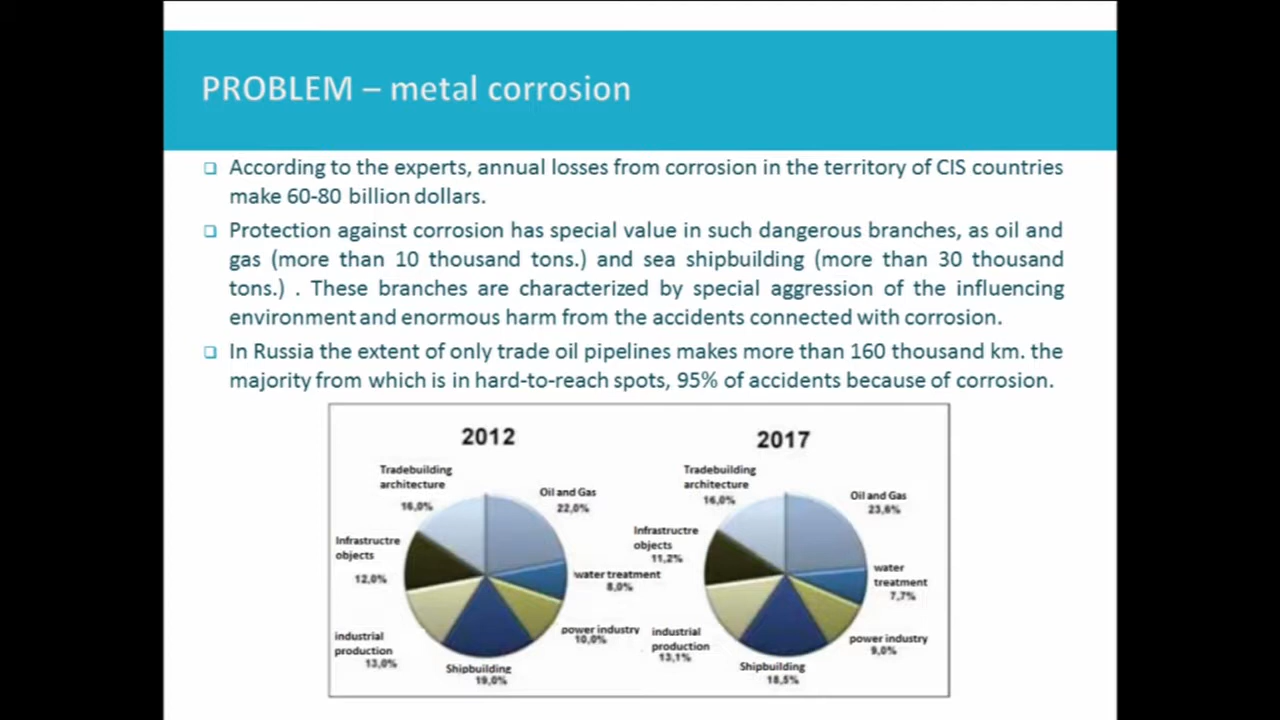 PROBLEM – metal corrosion
According to the experts, annual losses from corrosion in the territory of CIS countries
make 60-80 billion dollars.
Protection against corrosion has special value in such dangerous branches, as oil and
gas (more than 10 thousand tons.) and sea shipbuilding (more than 30 thousand
tons.) . These branches are characterized by special aggression of the influencing
environment and enormous harm from the accidents connected with corrosion.
In Russia the extent of only trade oil pipelines makes more than 160 thousand km. the
majority from which is in hard-to-reach spots, 95% of accidents because of corrosion.
2012
Tradebuilding
architecture
16,0%
Oil and Gas
22,0%
Infrastructre
objects
12,0%
water treatment
8,0%
industrial
production
13,0%
power industry
10,0%
Shipbuilding
19,0%
2017
Tradebuilding
architecture
16,0%
Oil and Gas
23,6%
Infrastructre
objects
11,2%
water
treatment
7,7%
industrial
production
13,1%
power industry
9,0%
Shipbuilding
18,5%